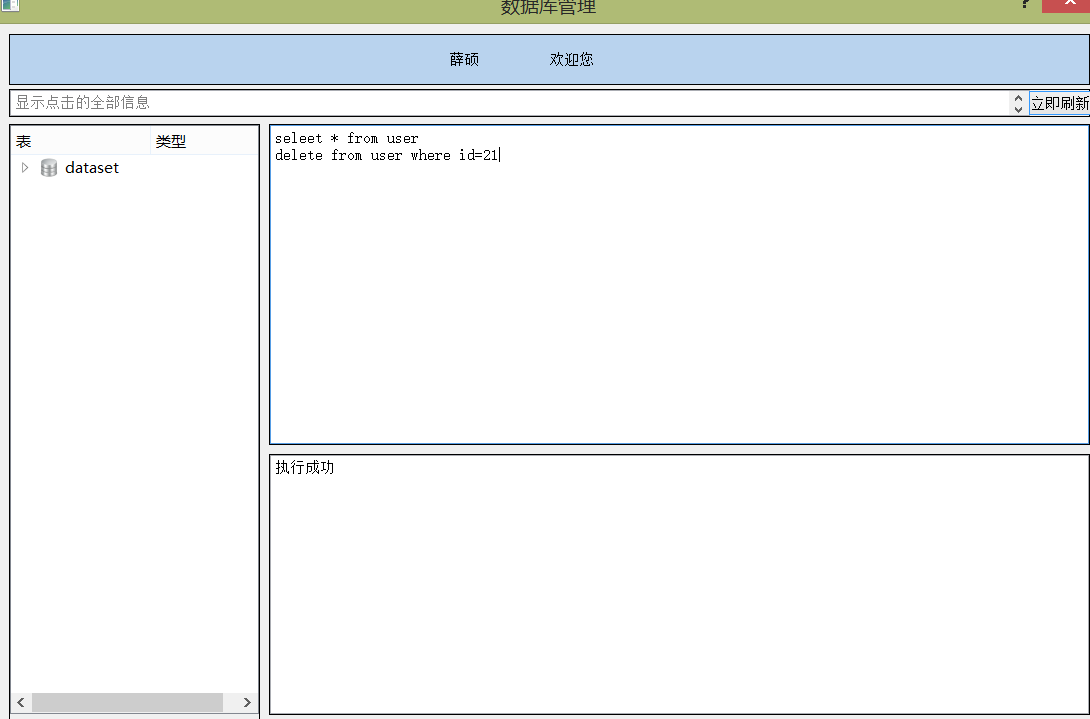 数据库管理
?
薛硕 欢迎您
显示点击的全部信息
立即刷新
表 类型
dataset
seleet * from user
delete from user where id=21
执行成功